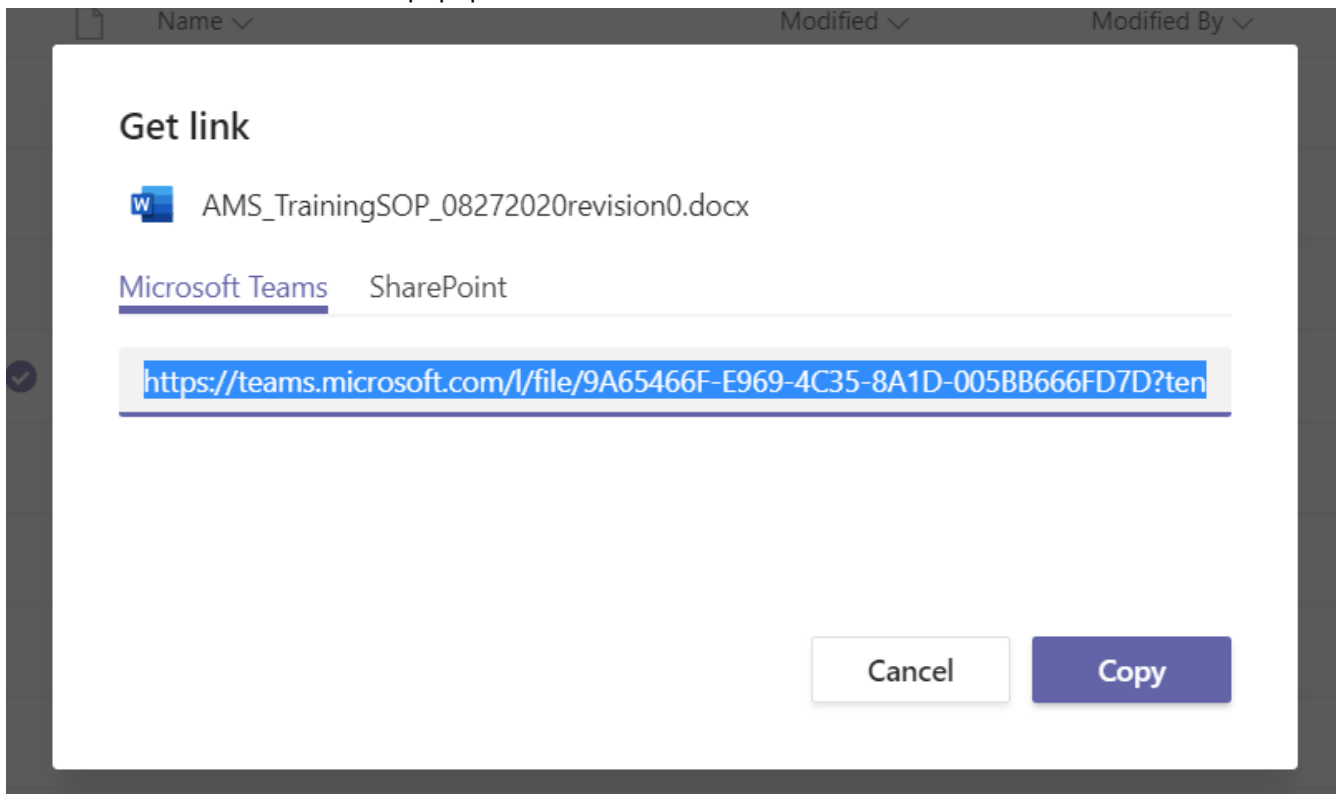 Name Modified Modified By
Get link
W AMS_TrainingSOP_08272020revision0.docx
Microsoft Teams SharePoint
https://teams.microsoft.com/l/file/9A65466F-E969-4C35-8A1D-005BB666FD7D?ten
Cancel Copy